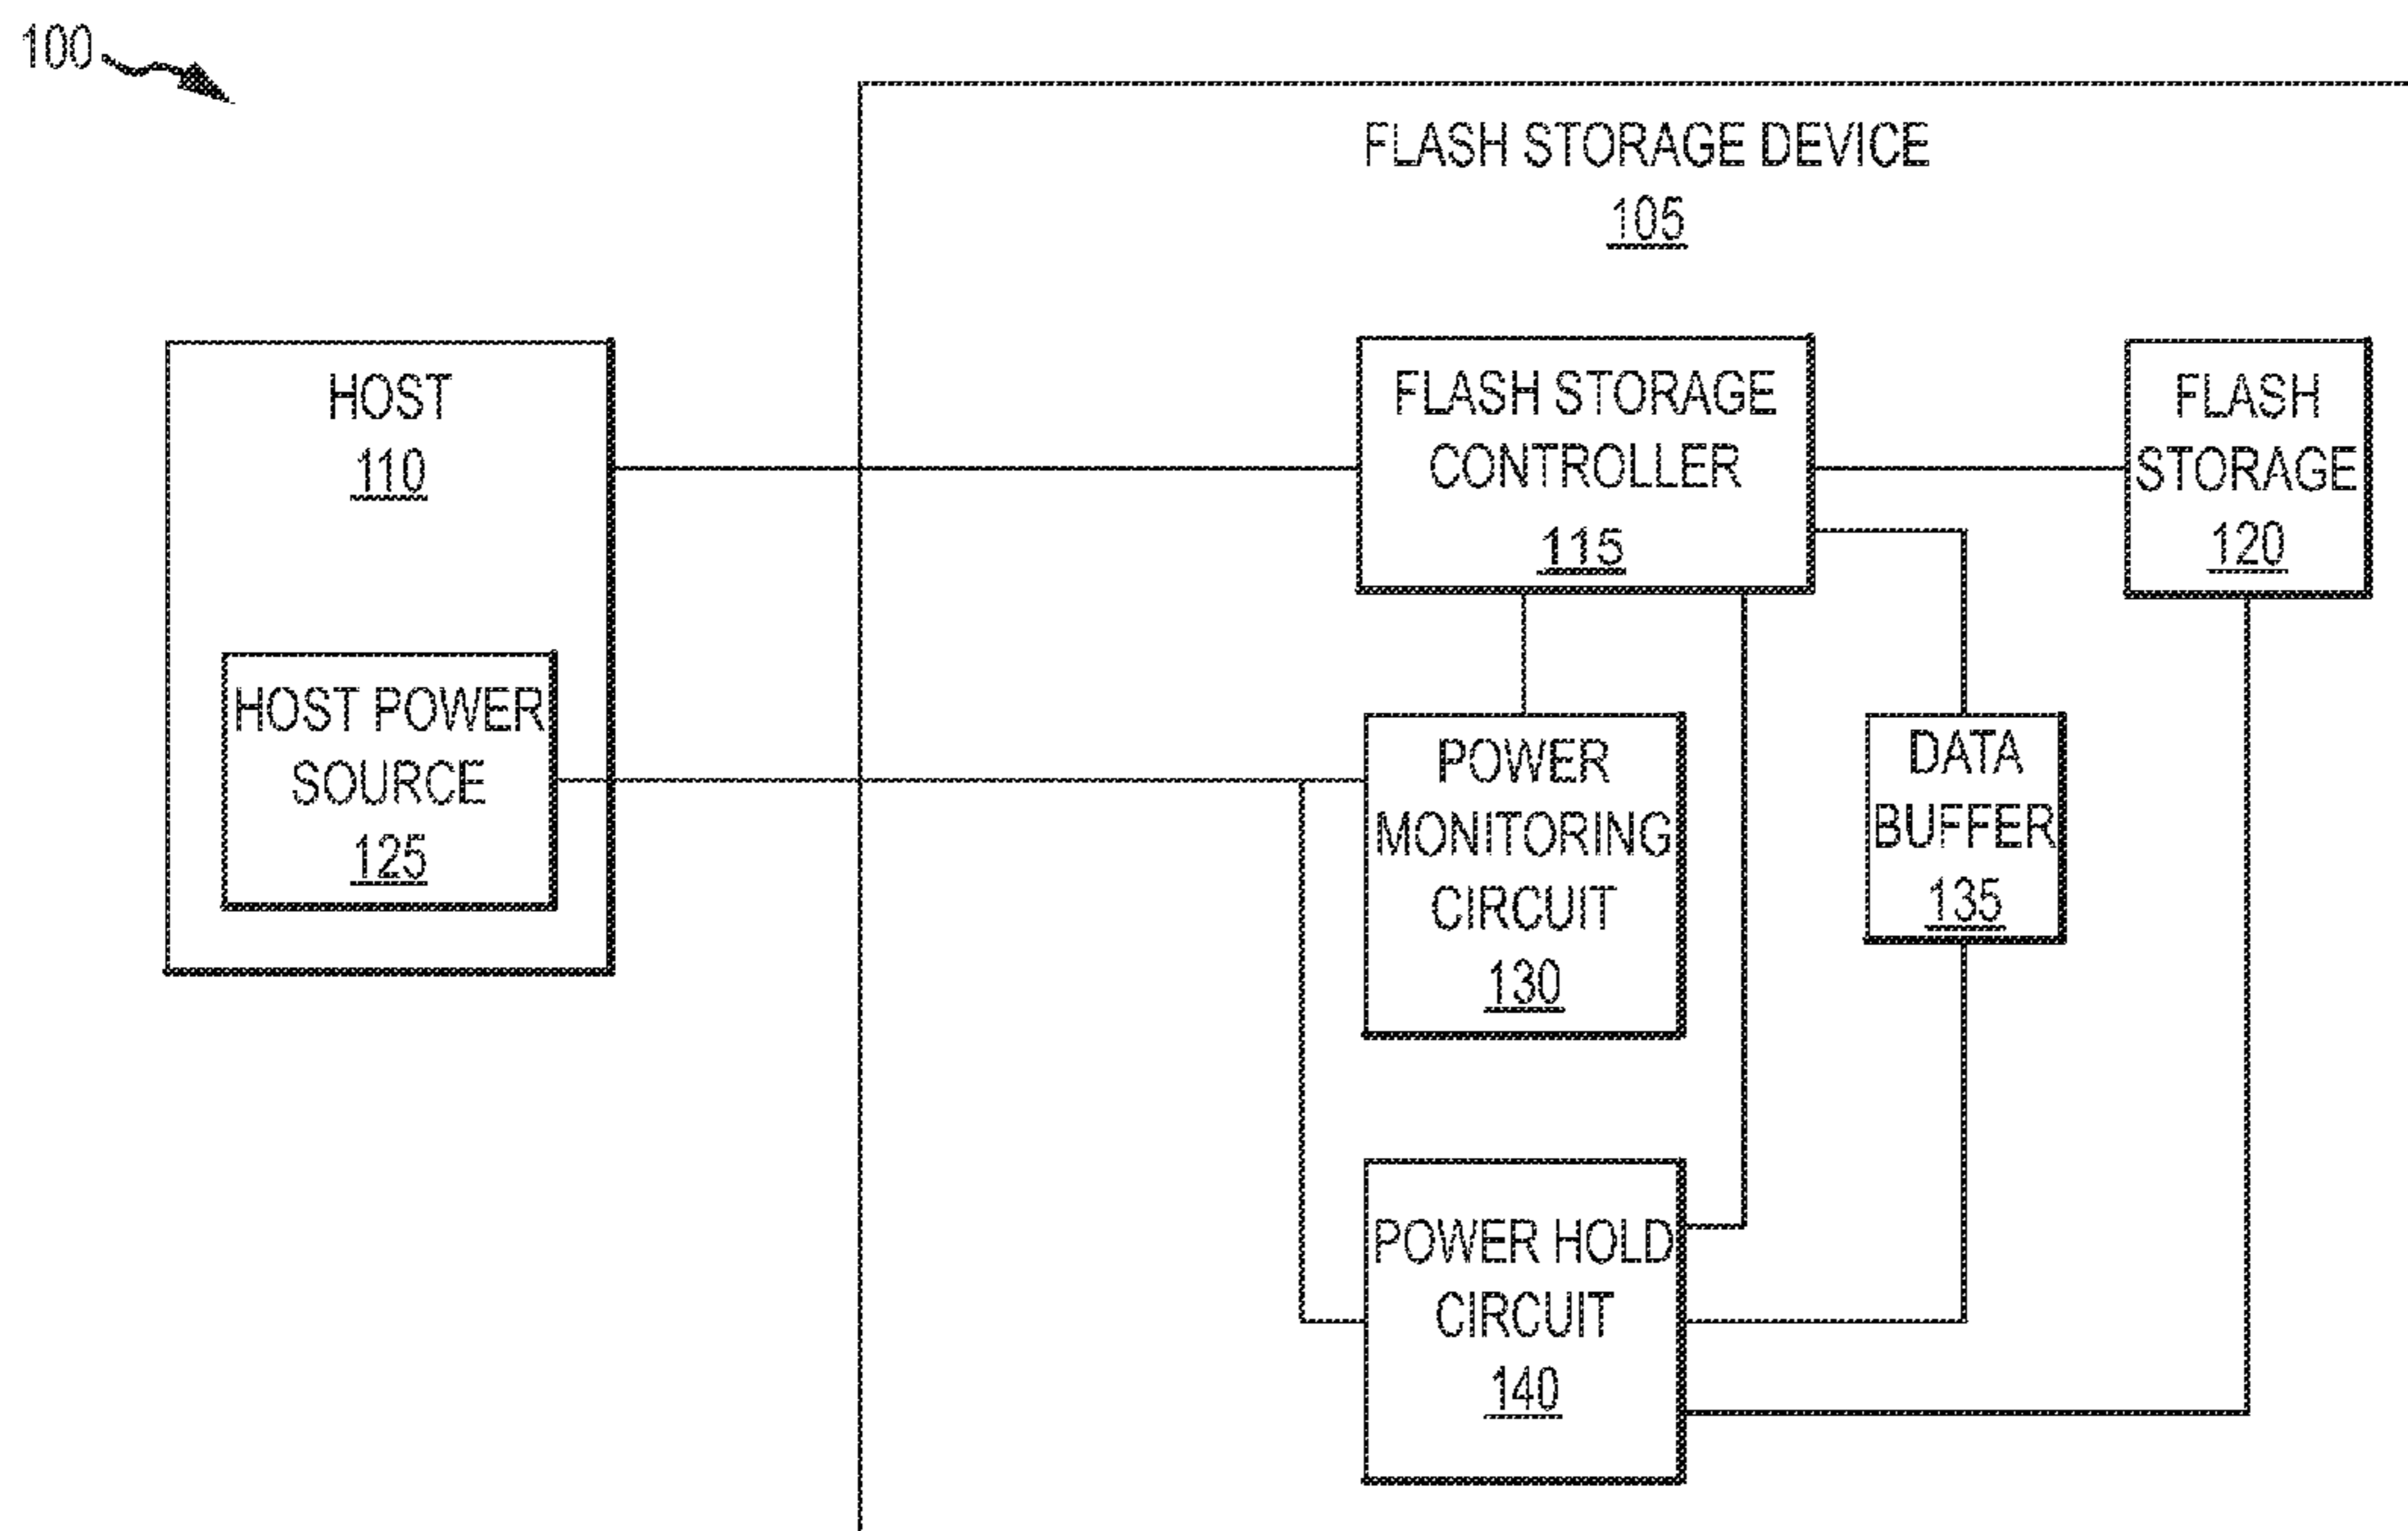 100
FLASH STORAGE DEVICE
105
HOST
110
FLASH STORAGE
CONTROLLER
115
FLASH
STORAGE
120
HOST POWER
SOURCE
125
POWER
MONITORING
CIRCUIT
130
DATA
BUFFER
135
POWER HOLD
CIRCUIT
140